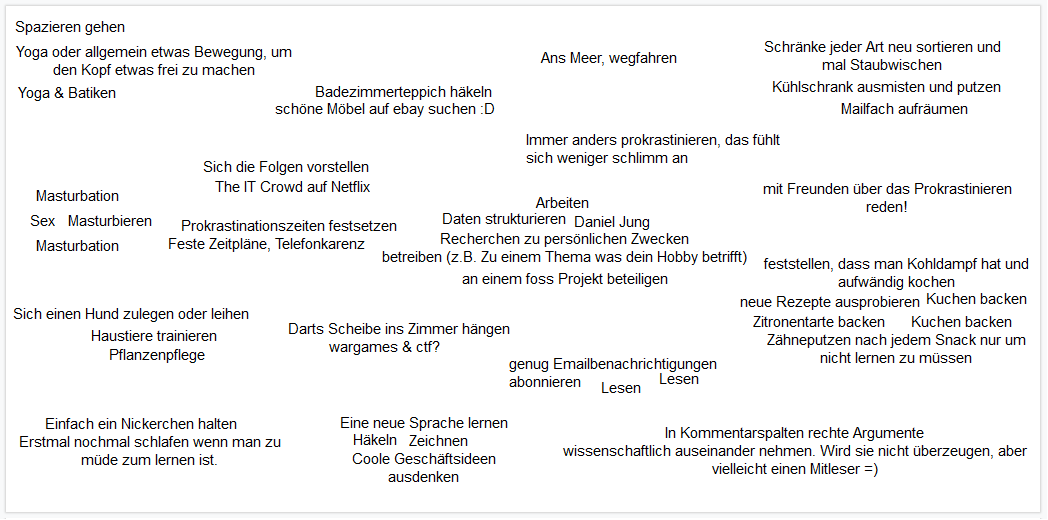 Spazieren gehen
Yoga oder allgemein etwas Bewegung, um
den Kopf etwas frei zu machen
Yoga & Batiken
Badezimmerteppich häkeln
schöne Möbel auf ebay suchen :D
Ans Meer, wegfahren
Schränke jeder Art neu sortieren und
mal Staubwischen
Kühlschrank ausmisten und putzen
Mailfach aufräumen
Immer anders prokrastinieren, das fühlt
sich weniger schlimm an
Sich die Folgen vorstellen
The IT Crowd auf Netflix
Masturbation
Sex Masturbieren
Masturbation
Prokrastinationszeiten festsetzen
Feste Zeitpläne, Telefonkarenz
Arbeiten
Daten strukturieren Daniel Jung
Recherchen zu persönlichen Zwecken
betreiben (z.B. Zu einem Thema was dein Hobby betrifft)
an einem foss Projekt beteiligen
mit Freunden über das Prokrastinieren
reden!
feststellen, dass man Kohldampf hat und
aufwändig kochen
neue Rezepte ausprobieren Kuchen backen
Zitronentarte backen Kuchen backen
Zähneputzen nach jedem Snack nur um
nicht lernen zu müssen
Sich einen Hund zulegen oder leihen
Haustiere trainieren
Pflanzenpflege
Darts Scheibe ins Zimmer hängen
wargames & ctf?
genug Emailbenachrichtigungen
abonnieren Lesen Lesen
Einfach ein Nickerchen halten
Erstmal nochmal schlafen wenn man zu
müde zum lernen ist.
Eine neue Sprache lernen
Häkeln Zeichnen
Coole Geschäftsideen
ausdenken
In Kommentarspalten rechte Argumente
wissenschaftlich auseinander nehmen. Wird sie nicht überzeugen, aber
vielleicht einen Mitleser =)